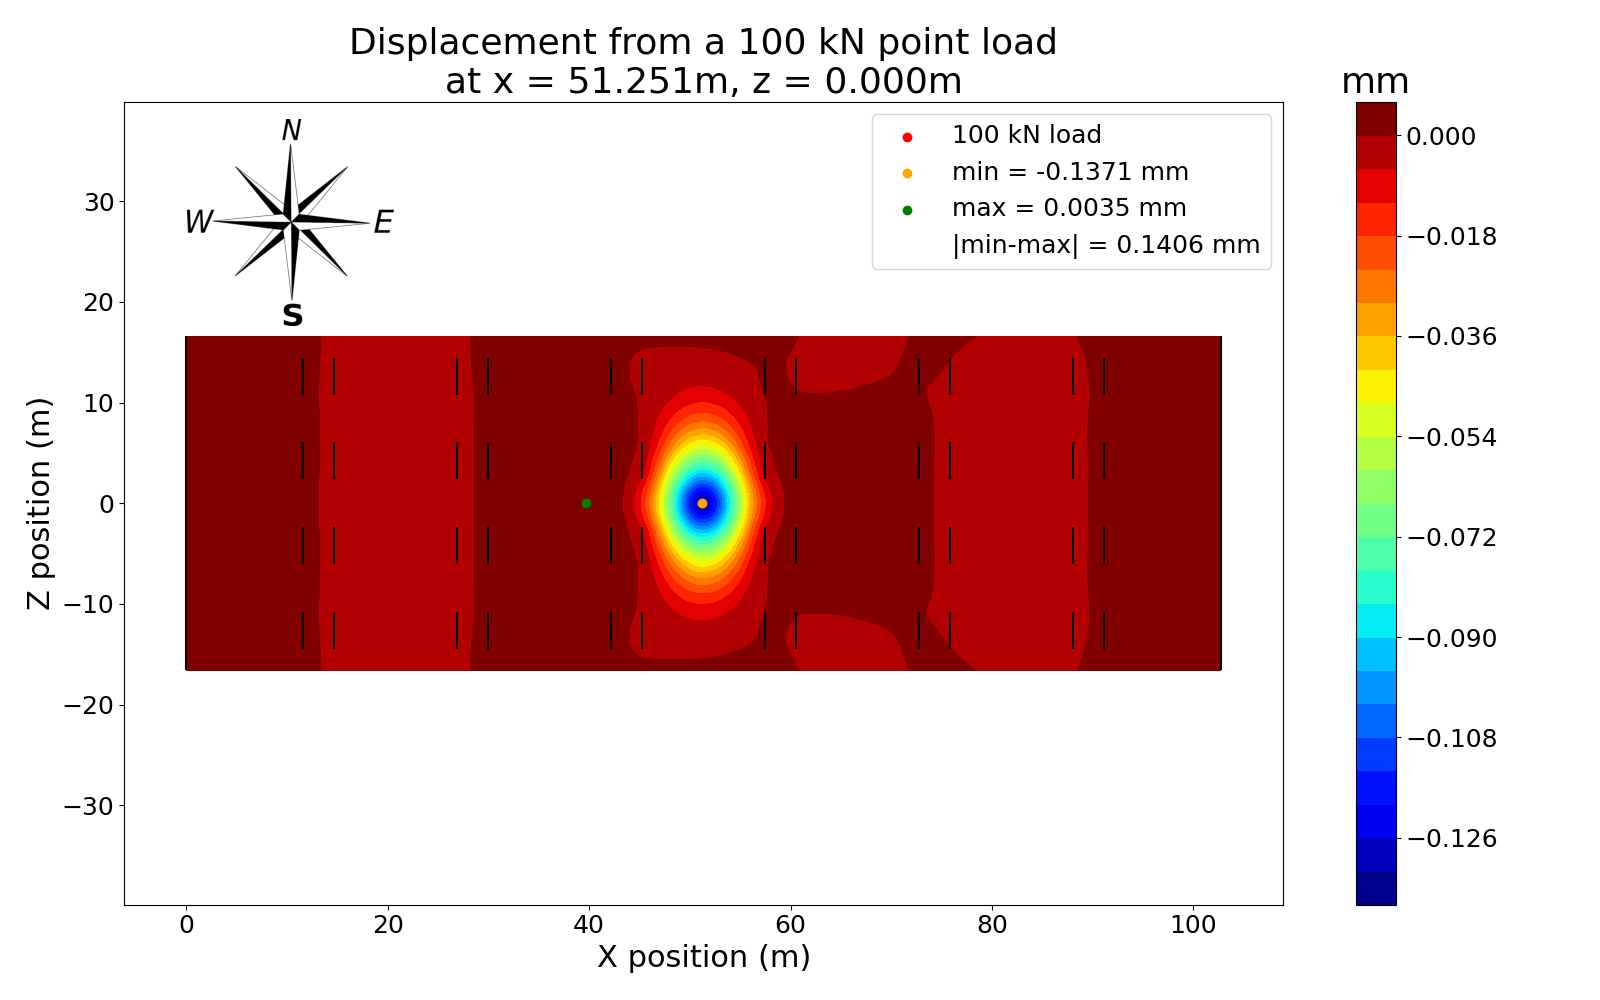 Displacement from a 100 kN point load
at x = 51.251m, z = 0.000m
mm
N
W
E
S
100 kN load
min = -0.1371 mm
max = 0.0035 mm
|min-max| = 0.1406 mm
Z position (m)
30
20
10
0
−10
−20
−30
0
20
40
60
80
100
X position (m)
0.000
−0.018
−0.036
−0.054
−0.072
−0.090
−0.108
−0.126